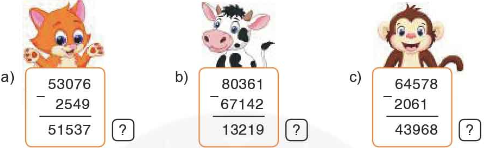 a) 53076
− 2549
51537 ?
b) 80361
− 67142
13219 ?
c) 64578
− 2061
43968 ?